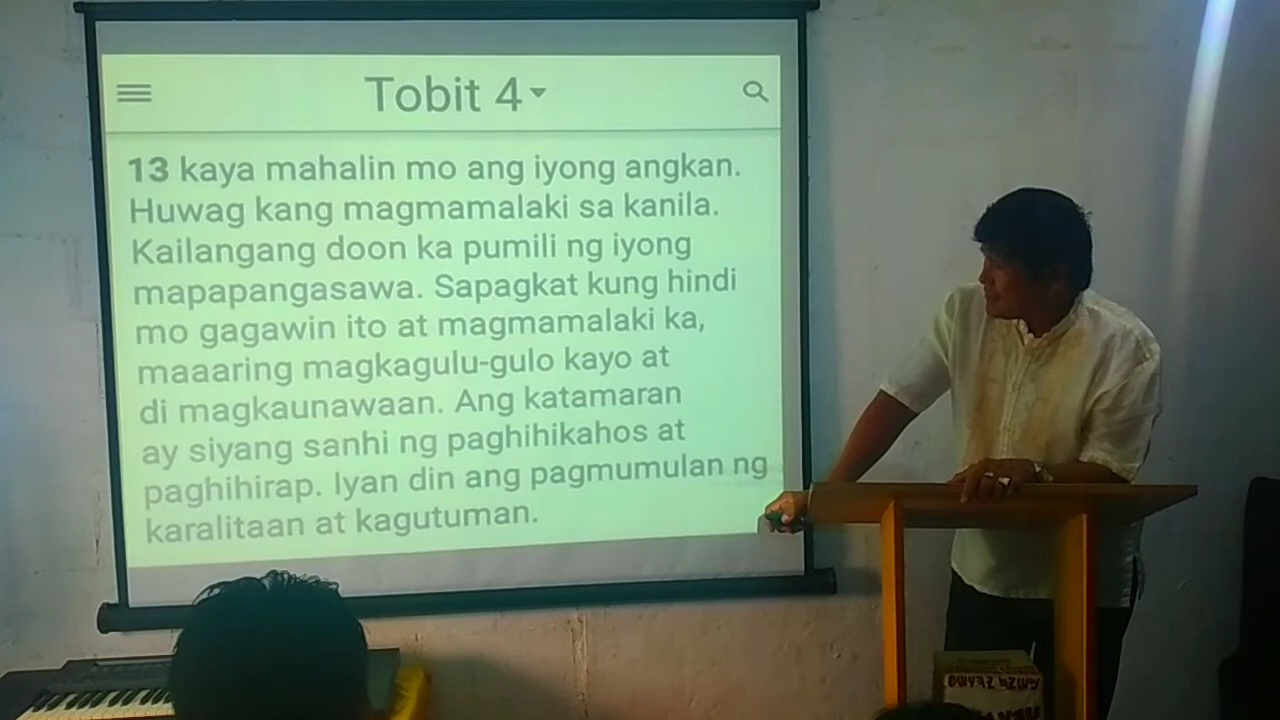 Tobit 4
13 kaya mahalin mo ang iyong angkan.
Huwag kang magmamalaki sa kanila.
Kailangang doon ka pumili ng iyong
mapapangasawa. Sapagkat kung hindi
mo gagawin ito at magmamalaki ka,
maaaring magkagulu-gulo kayo at
di magkaunawaan. Ang katamaran
ay siyang sanhi ng paghihikahos at
paghihirap. Iyan din ang pagmumulan ng
karalitaan at kagutuman.